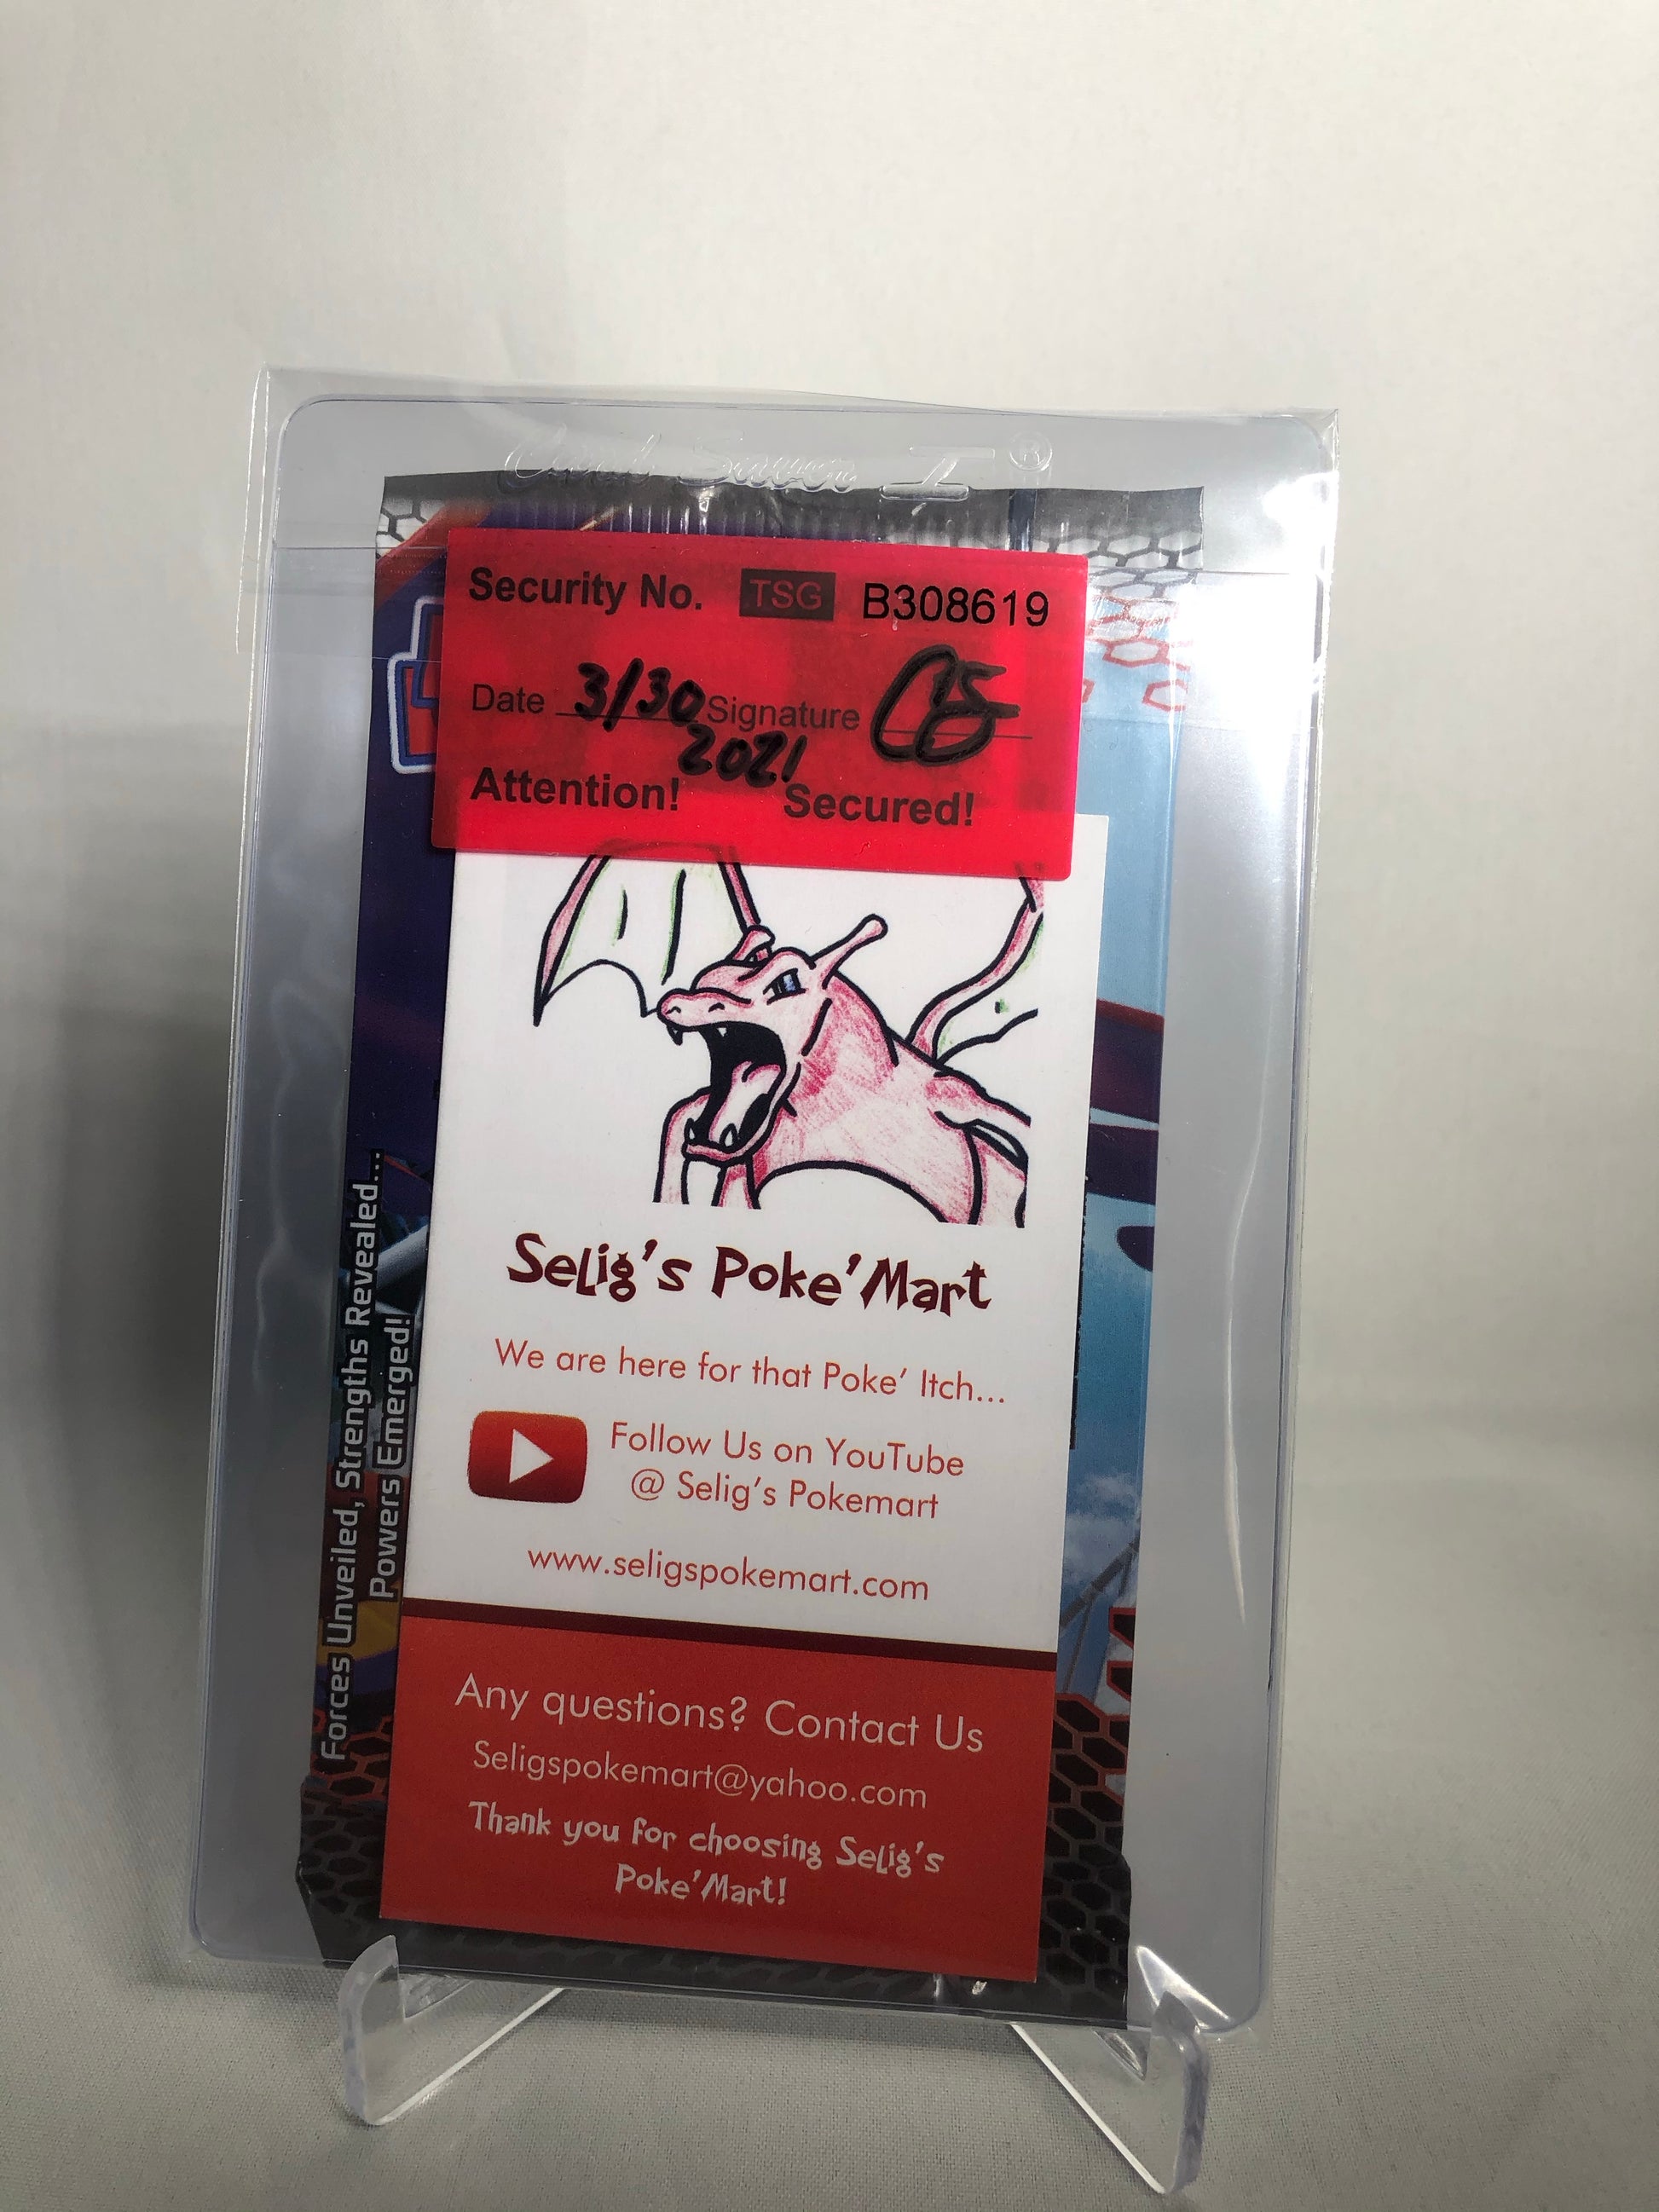 Card Saver I ®
Security No. TSG B308619
Date 3/30 Signature
2021
Attention! Secured!
Selig's Poke'Mart
We are here for that Poke' Itch...
Follow Us on YouTube
@ Selig's Pokemart
www.seligspokemart.com
Any questions? Contact Us
Seligspokemart@yahoo.com
Thank you for choosing Selig's
Poke'Mart!
Forces Unveiled, Strengths Revealed...
Powers Emerged!